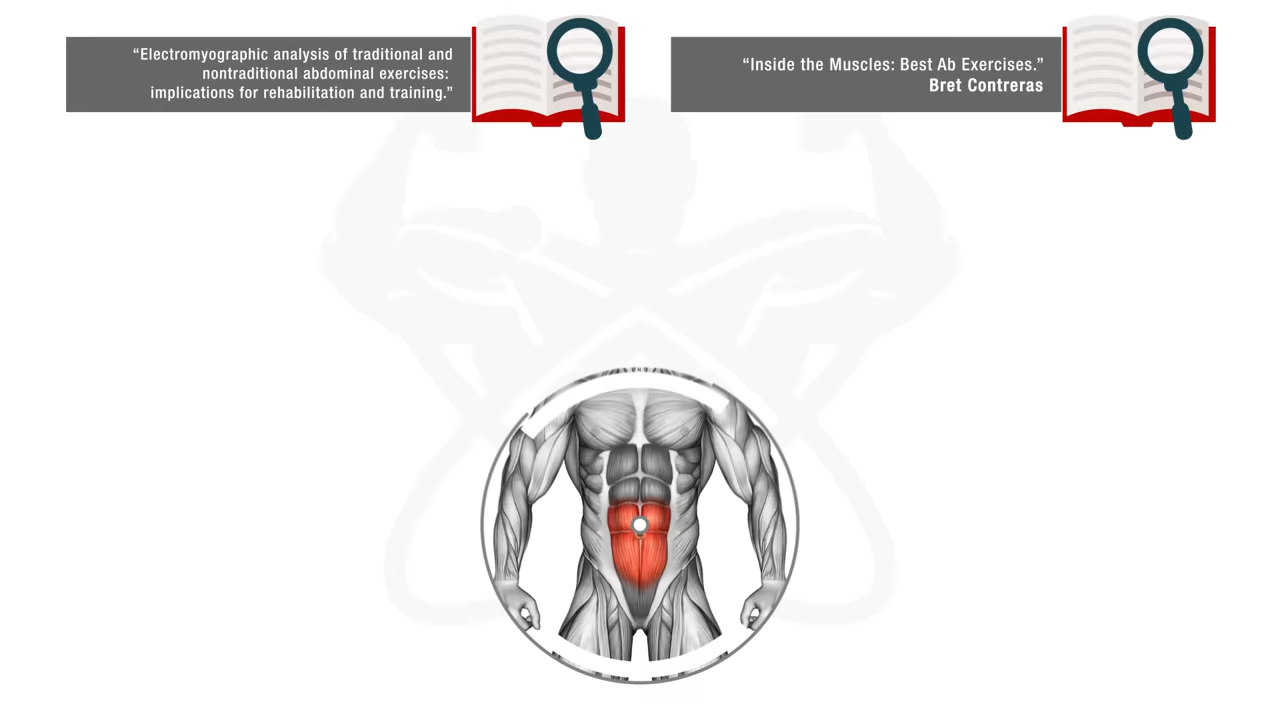 “Electromyographic analysis of traditional and
nontraditional abdominal exercises:
implications for rehabilitation and training.”
“Inside the Muscles: Best Ab Exercises.”
Bret Contreras